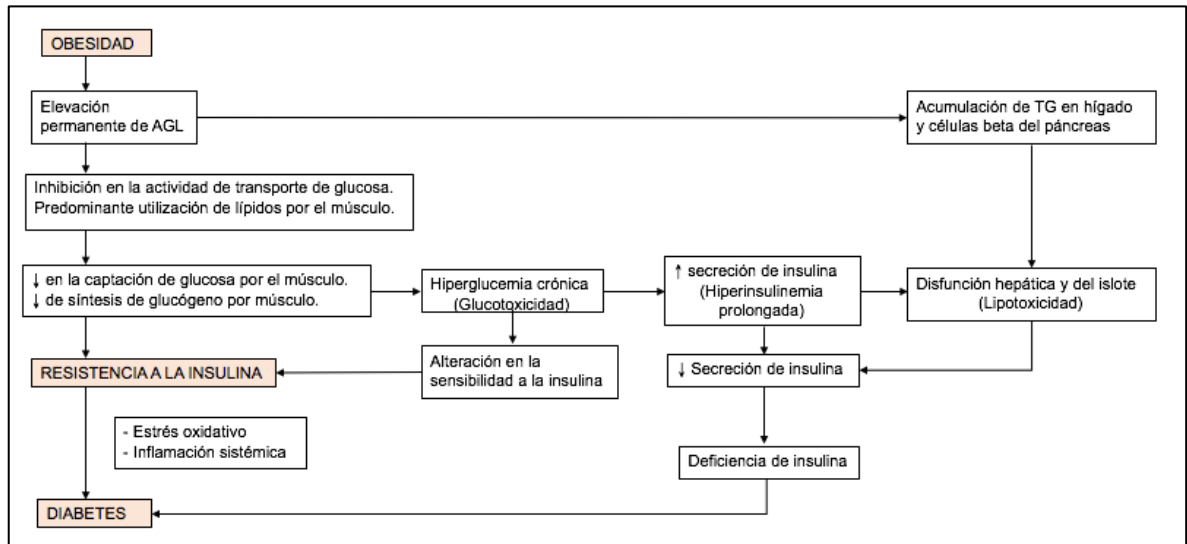 OBESIDAD
Elevación
permanente de AGL
Acumulación de TG en hígado
y células beta del páncreas
Inhibición en la actividad de transporte de glucosa.
Predominante utilización de lípidos por el músculo.
↓ en la captación de glucosa por el músculo.
↓ de síntesis de glucógeno por músculo.
Hiperglucemia crónica
(Glucotoxicidad)
↑ secreción de insulina
(Hiperinsulinemia
prolongada)
Disfunción hepática y del islote
(Lipotoxicidad)
RESISTENCIA A LA INSULINA
Alteración en la
sensibilidad a la insulina
↓ Secreción de insulina
- Estrés oxidativo
- Inflamación sistémica
Deficiencia de insulina
DIABETES